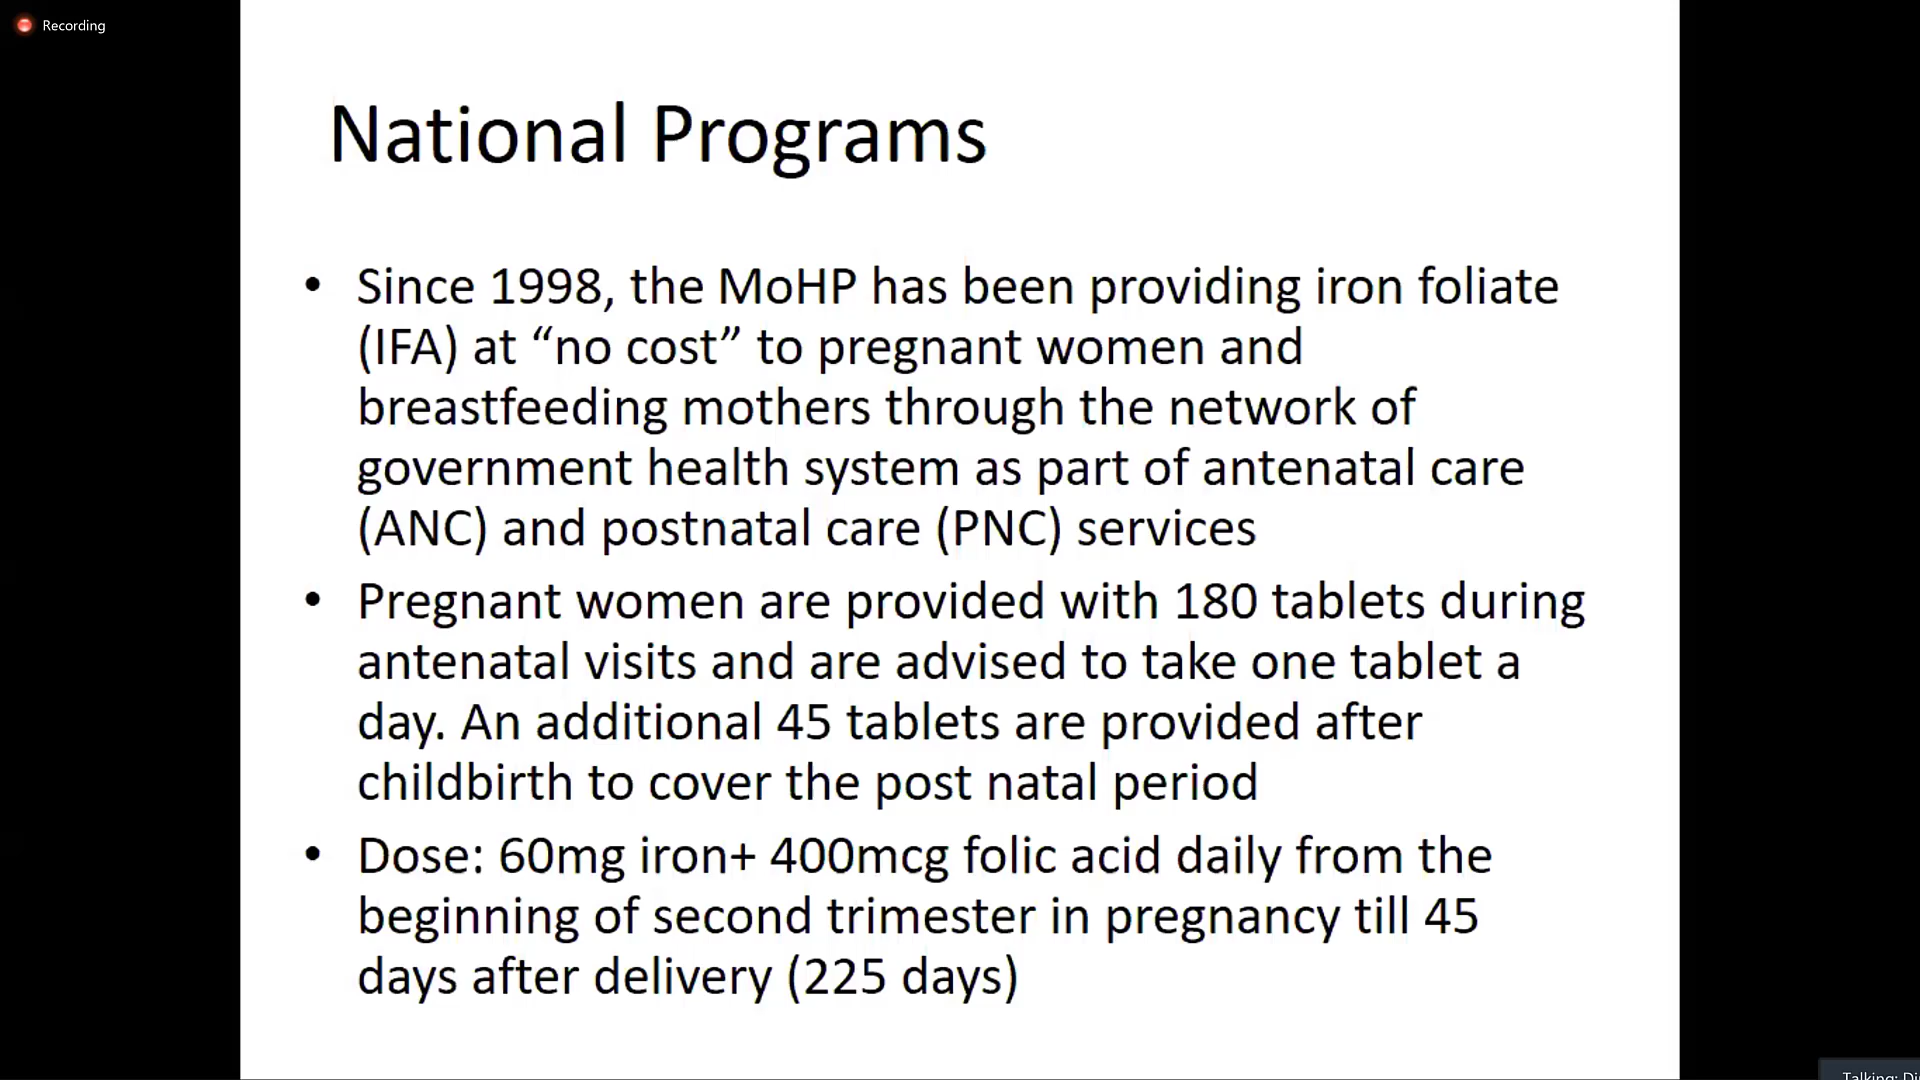 Recording
National Programs
• Since 1998, the MoHP has been providing iron foliate
(IFA) at “no cost” to pregnant women and
breastfeeding mothers through the network of
government health system as part of antenatal care
(ANC) and postnatal care (PNC) services
• Pregnant women are provided with 180 tablets during
antenatal visits and are advised to take one tablet a
day. An additional 45 tablets are provided after
childbirth to cover the post natal period
• Dose: 60mg iron+ 400mcg folic acid daily from the
beginning of second trimester in pregnancy till 45
days after delivery (225 days)
Talking: